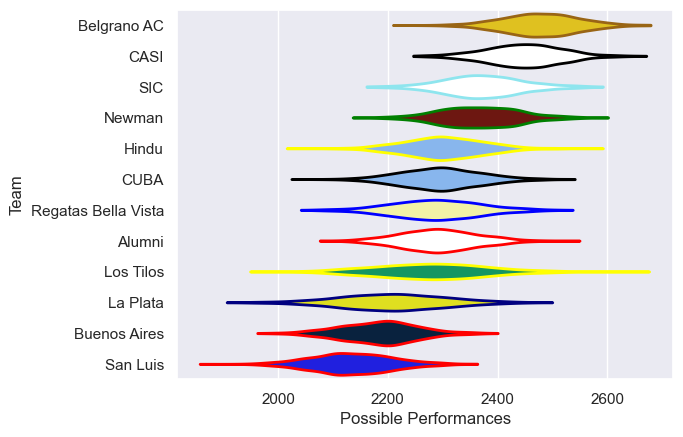 Belgrano AC
CASI
SIC
Newman
Hindu
CUBA
Regatas Bella Vista
Alumni
Los Tilos
La Plata
Buenos Aires
San Luis
Team
2000 2200 2400 2600
Possible Performances